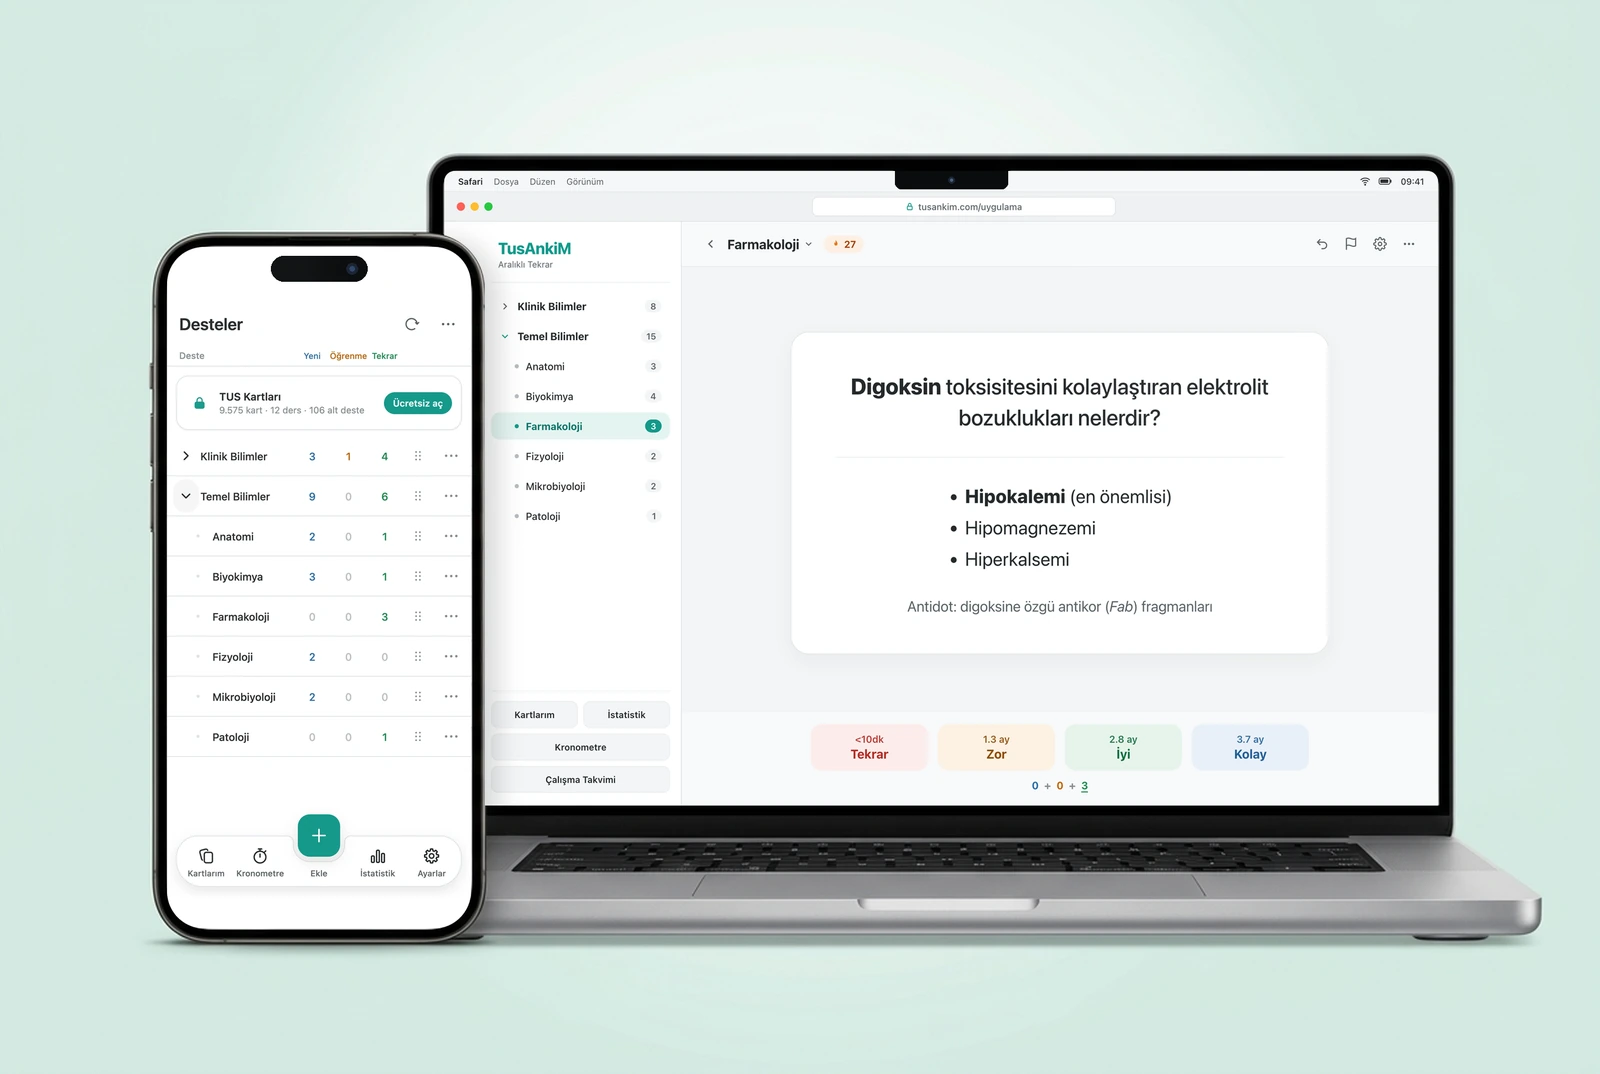 Safari Dosya Düzen Görünüm 09:41
tusankim.com/uygulama
TusAnkiM
Aralıklı Tekrar
Klinik Bilimler 8
Temel Bilimler 15
Anatomi 3
Biyokimya 4
Farmakoloji 3
Fizyoloji 2
Mikrobiyoloji 2
Patoloji 1
Kartlarım İstatistik
Kronometre
Çalışma Takvimi
Farmakoloji 27
Digoksin toksisitesini kolaylaştıran elektrolit
bozuklukları nelerdir?
• Hipokalemi (en önemlisi)
• Hipomagnezemi
• Hiperkalsemi
Antidot: digoksine özgü antikor (Fab) fragmanları
<10dk 1.3 ay 2.8 ay 3.7 ay
Tekrar Zor İyi Kolay
0 + 0 + 3
Desteler
Deste Yeni Öğrenme Tekrar
TUS Kartları
9.575 kart · 12 ders · 106 alt deste
Ücretsiz aç
Klinik Bilimler 3 1 4
Temel Bilimler 9 0 6
Anatomi 2 0 1
Biyokimya 3 0 1
Farmakoloji 0 0 3
Fizyoloji 2 0 0
Mikrobiyoloji 2 0 0
Patoloji 0 0 1
Kartlarım Kronometre Ekle İstatistik Ayarlar